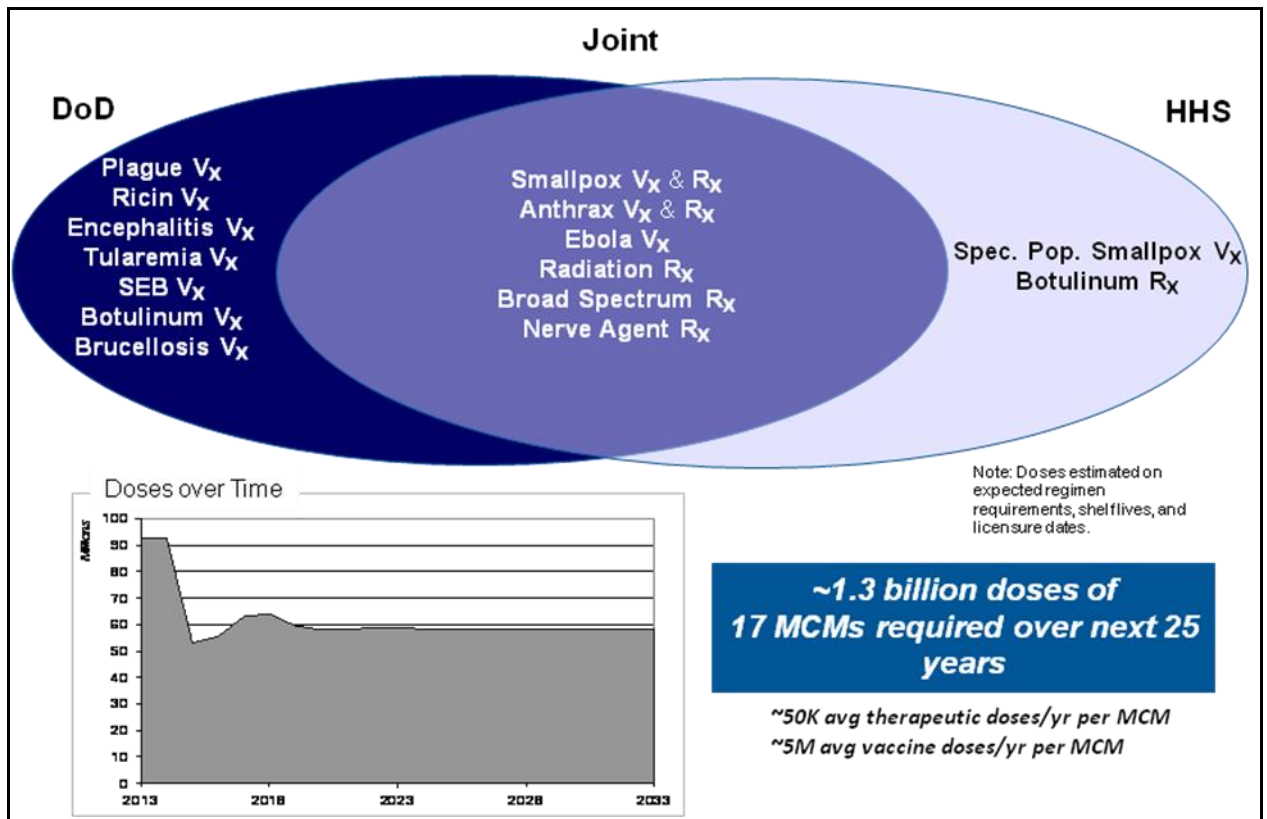 Joint
DoD
HHS
Plague Vx
Ricin Vx
Encephalitis Vx
Tularemia Vx
SEB Vx
Botulinum Vx
Brucellosis Vx
Smallpox Vx & Rx
Anthrax Vx & Rx
Ebola Vx
Radiation Rx
Broad Spectrum Rx
Nerve Agent Rx
Spec. Pop. Smallpox Vx
Botulinum Rx
Note: Doses estimated on
expected regimen
requirements, shelf lives, and
licensure dates.
Doses over Time
Millions
100
90
80
70
60
50
40
30
20
10
0
2013
2018
2023
2028
2033
~1.3 billion doses of
17 MCMs required over next 25
years
~50K avg therapeutic doses/yr per MCM
~5M avg vaccine doses/yr per MCM